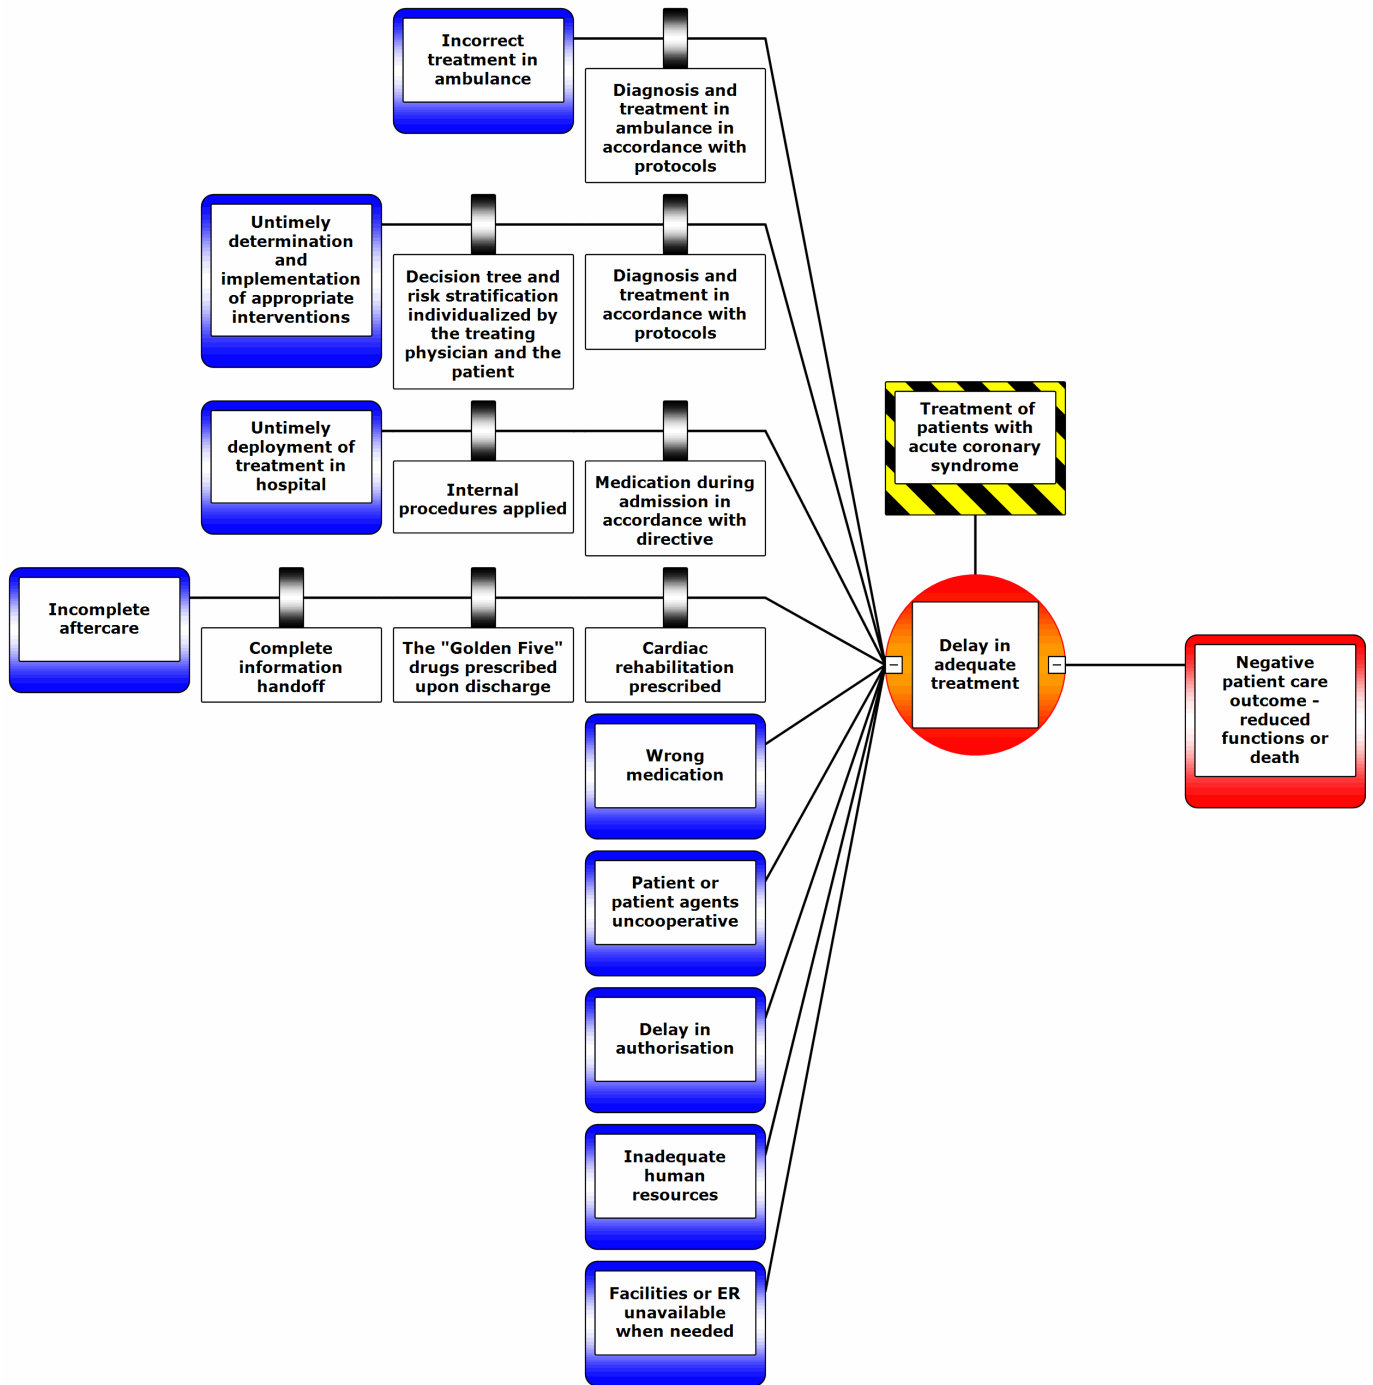 Incorrect
treatment in
ambulance
Diagnosis and
treatment in
ambulance in
accordance with
protocols
Untimely
determination
and
implementation
of appropriate
interventions
Decision tree and
risk stratification
individualized by
the treating
physician and the
patient
Diagnosis and
treatment in
accordance with
protocols
Untimely
deployment of
treatment in
hospital
Internal
procedures applied
Medication during
admission in
accordance with
directive
Treatment of
patients with
acute coronary
syndrome
Incomplete
aftercare
Complete
information
handoff
The "Golden Five"
drugs prescribed
upon discharge
Cardiac
rehabilitation
prescribed
Delay in
adequate
treatment
Negative
patient care
outcome -
reduced
functions or
death
Wrong
medication
Patient or
patient agents
uncooperative
Delay in
authorisation
Inadequate
human
resources
Facilities or ER
unavailable
when needed